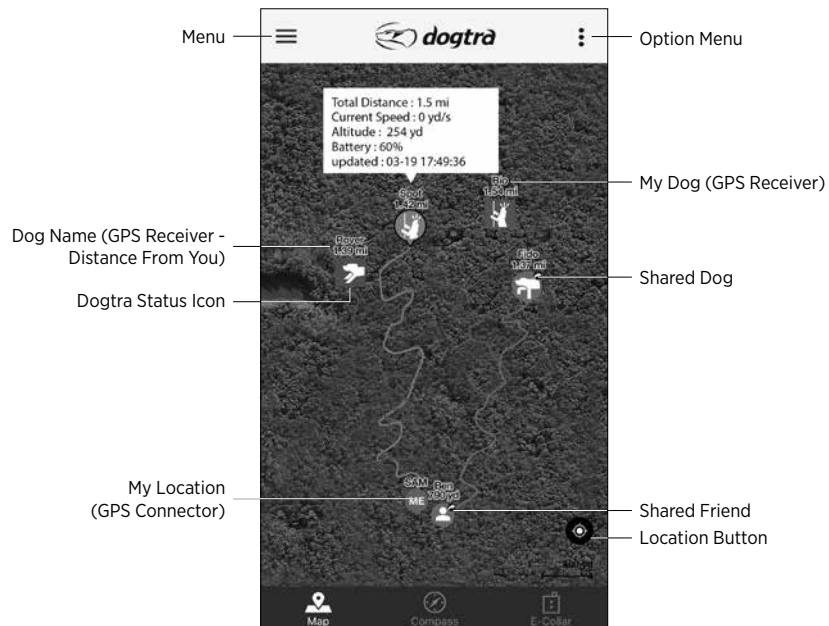 Menu
dogtra
Option Menu
Total Distance : 1.5 mi
Current Speed : 0 yd/s
Altitude : 254 yd
Battery : 60%
updated : 03-19 17:49:36
Spot
1.42 mi
Rio
1.54 mi
My Dog (GPS Receiver)
Dog Name (GPS Receiver -
Distance From You)
Rover
1.39 mi
Fido
1.37 mi
Shared Dog
Dogtra Status Icon
My Location
(GPS Connector)
SAM
ME
Ben
790 yd
Shared Friend
Location Button
Map
Compass
E-Collar